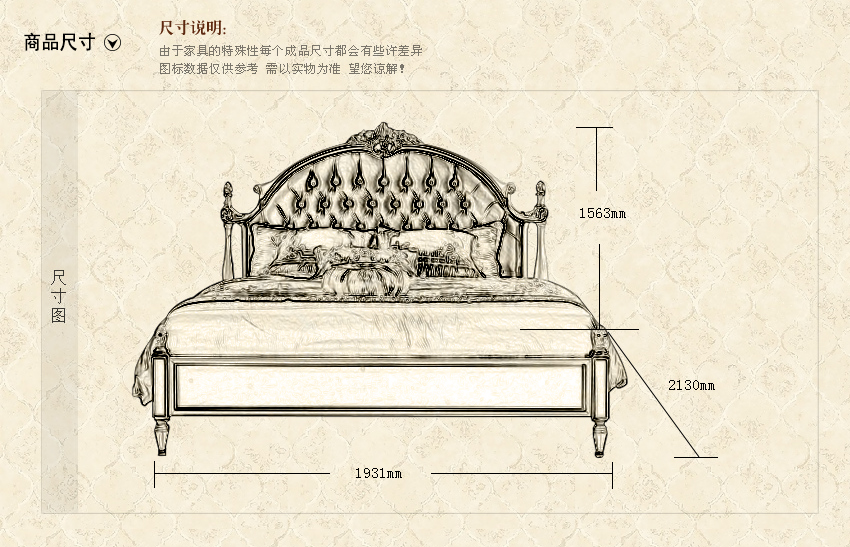 商品尺寸
尺寸说明:
由于家具的特殊性每个成品尺寸都会有些许差异
图标数据仅供参考 需以实物为准 望您谅解!
尺寸图
1563mm
2130mm
1931mm